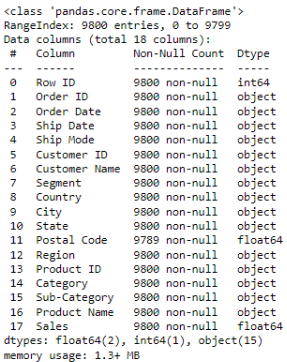 <class 'pandas.core.frame.DataFrame'>
RangeIndex: 9800 entries, 0 to 9799
Data columns (total 18 columns):
 #   Column         Non-Null Count  Dtype
---  ------         --------------  -----
 0   Row ID         9800 non-null   int64
 1   Order ID       9800 non-null   object
 2   Order Date     9800 non-null   object
 3   Ship Date      9800 non-null   object
 4   Ship Mode      9800 non-null   object
 5   Customer ID    9800 non-null   object
 6   Customer Name  9800 non-null   object
 7   Segment        9800 non-null   object
 8   Country        9800 non-null   object
 9   City           9800 non-null   object
 10  State          9800 non-null   object
 11  Postal Code    9789 non-null   float64
 12  Region         9800 non-null   object
 13  Product ID     9800 non-null   object
 14  Category       9800 non-null   object
 15  Sub-Category   9800 non-null   object
 16  Product Name   9800 non-null   object
 17  Sales          9800 non-null   float64
dtypes: float64(2), int64(1), object(15)
memory usage: 1.3+ MB